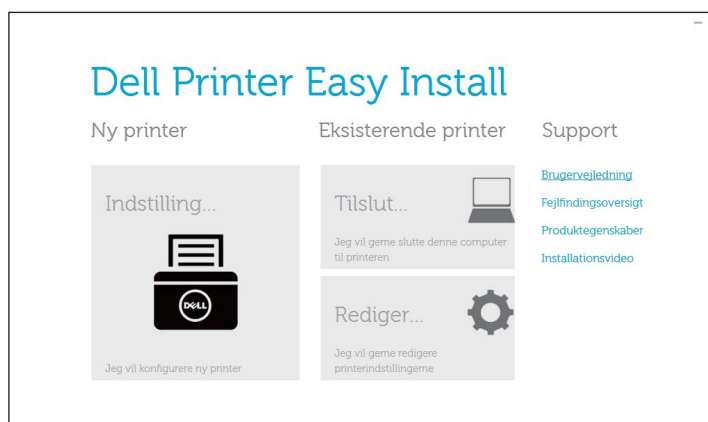 Dell Printer Easy Install
Ny printer
Indstilling...
DELL
Jeg vil konfigurere ny printer
Eksisterende printer
Tilslut...
Jeg vil gerne slutte denne computer
til printeren
Rediger...
Jeg vil gerne redigere
printerindstillingerne
Support
Brugervejledning
Fejlfindingsoversigt
Produktegenskaber
Installationsvideo